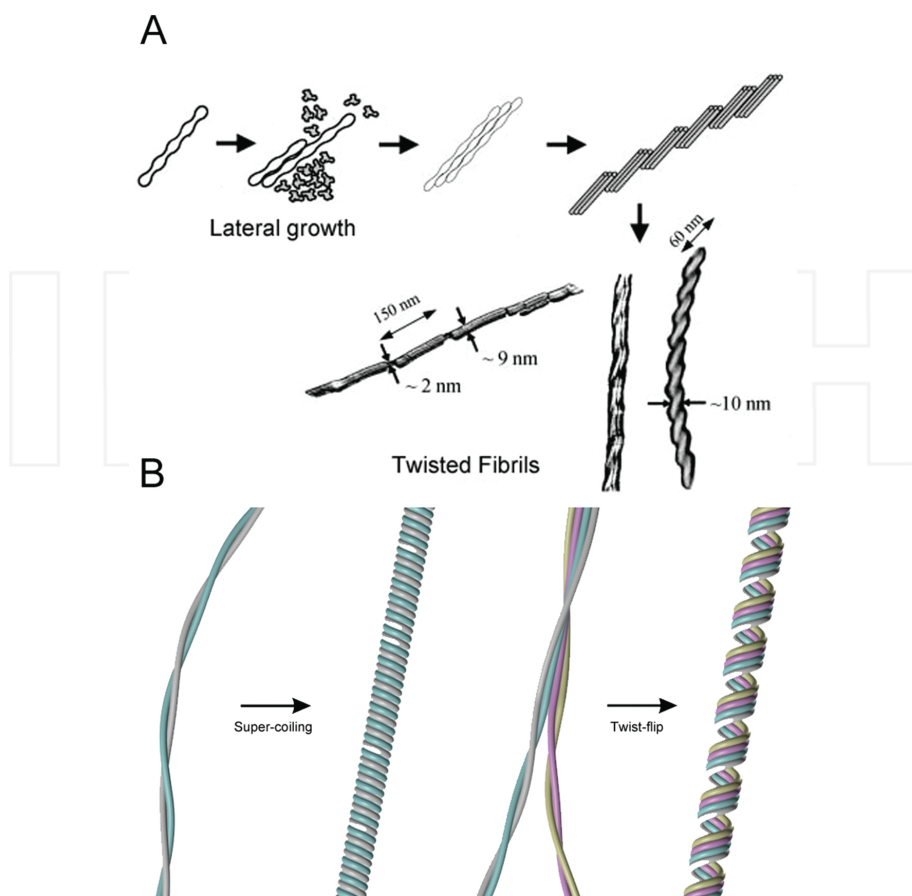 A
Lateral growth
60 nm
150 nm
~ 9 nm
~ 2 nm
~10 nm
Twisted Fibrils
B
Super-coiling
Twist-flip